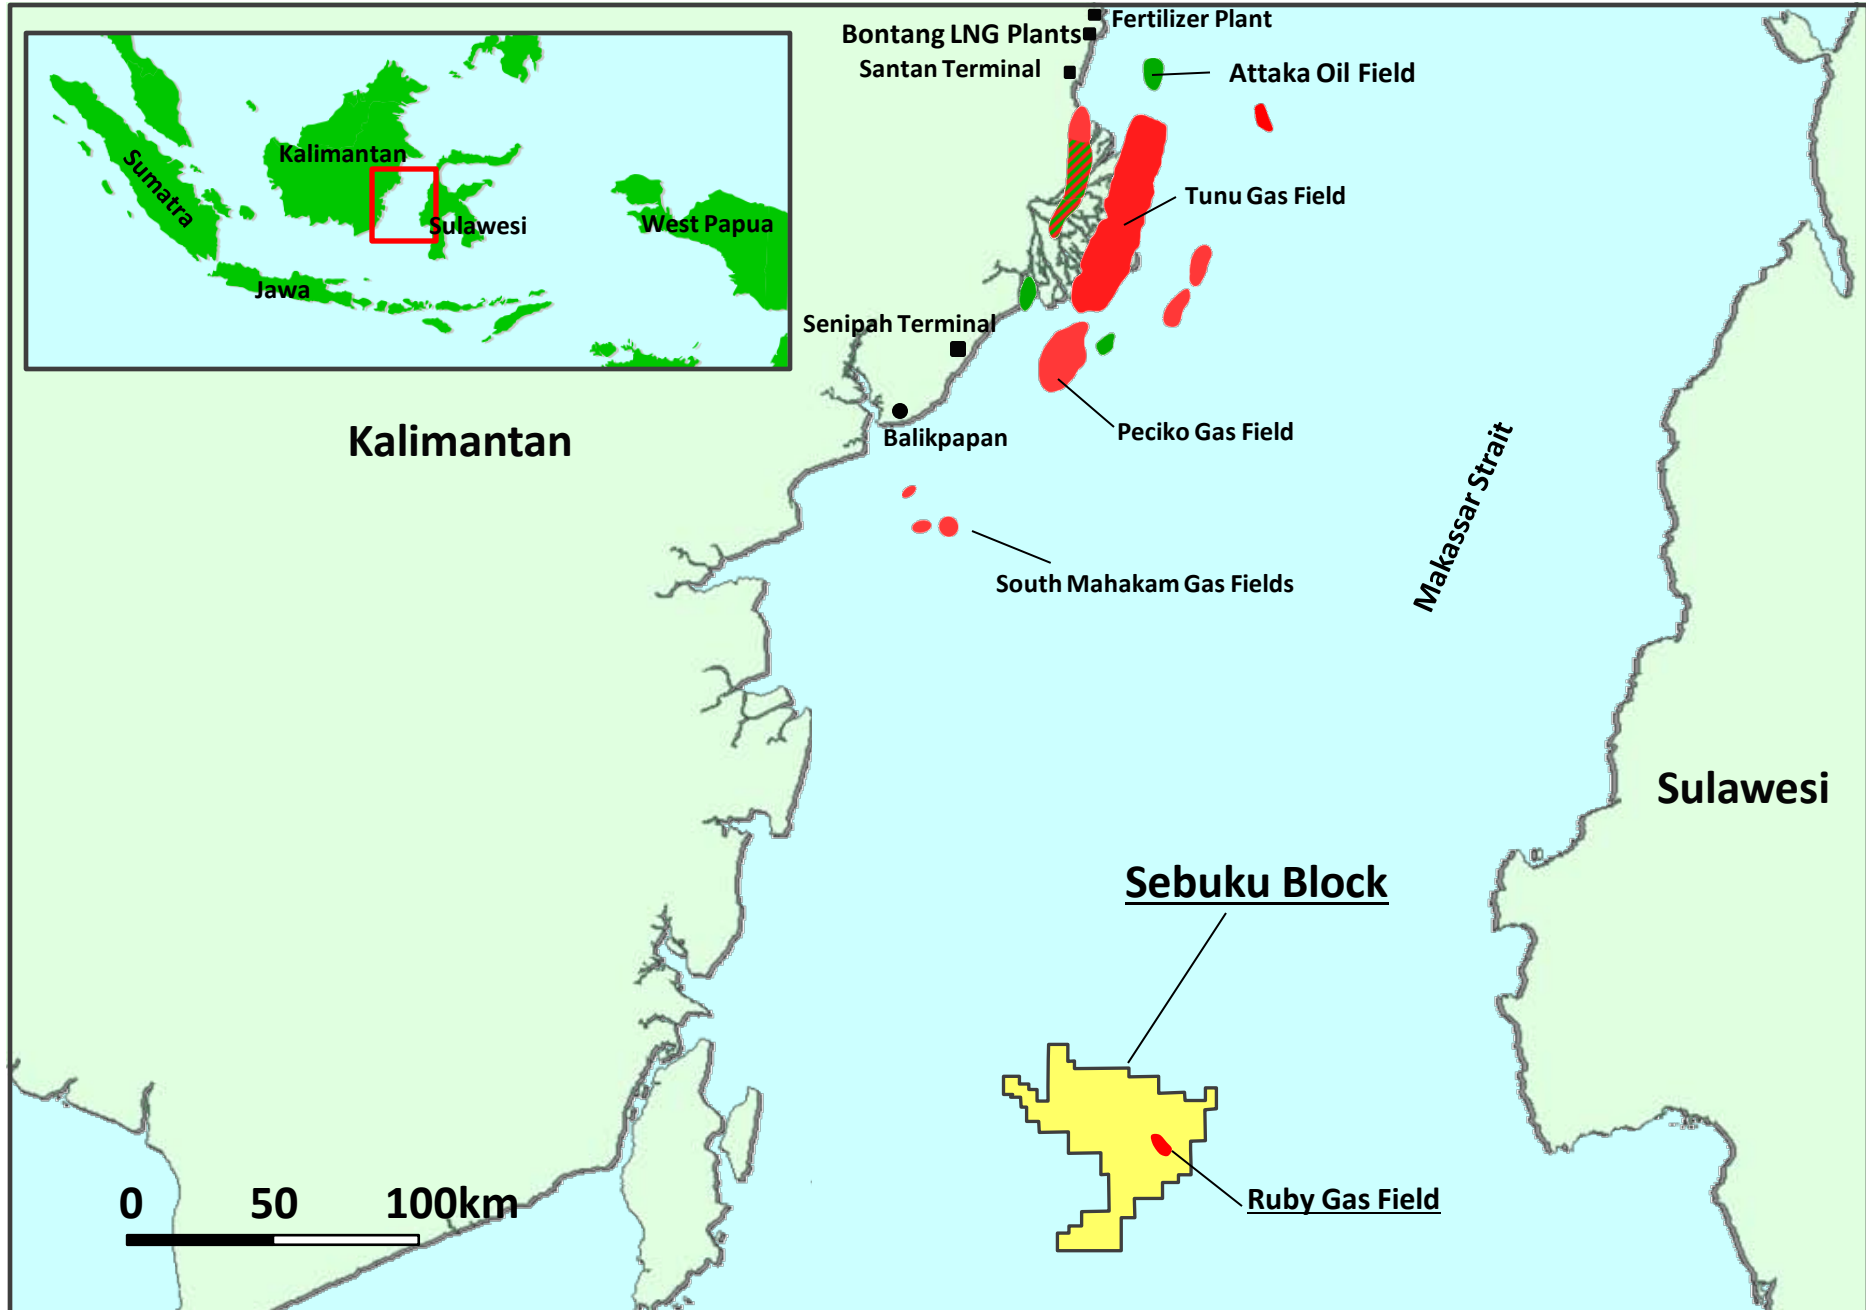 Fertilizer Plant
Bontang LNG Plants
Santan Terminal
Attaka Oil Field
Kalimantan
Sumatra
Sulawesi
West Papua
Jawa
Tunu Gas Field
Senipah Terminal
Balikpapan
Peciko Gas Field
Kalimantan
Makassar Strait
South Mahakam Gas Fields
Sulawesi
Sebuku Block
Ruby Gas Field
0 50 100km